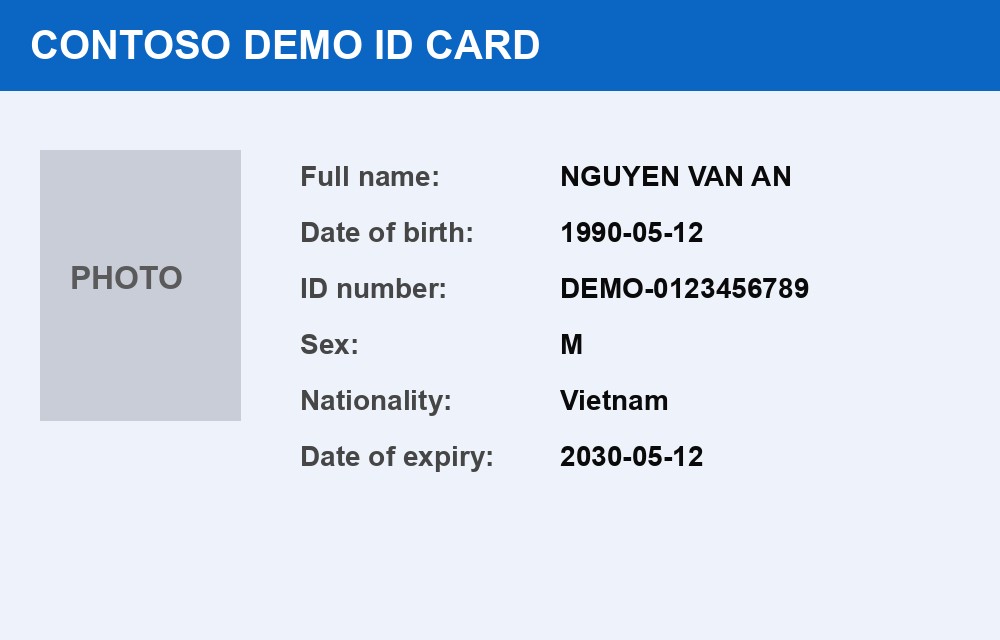 CONTOSO DEMO ID CARD
PHOTO
Full name: NGUYEN VAN AN
Date of birth: 1990-05-12
ID number: DEMO-0123456789
Sex: M
Nationality: Vietnam
Date of expiry: 2030-05-12